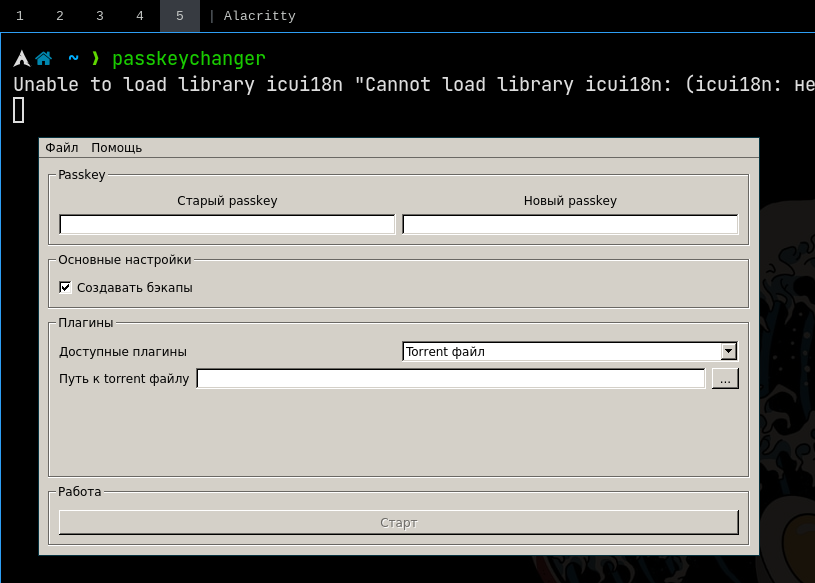 1 2 3 4 5 | Alacritty
~ ❯ passkeychanger
Unable to load library icui18n "Cannot load library icui18n: (icui18n: не
Файл Помощь
Passkey
Старый passkey Новый passkey
Основные настройки
Создавать бэкапы
Плагины
Доступные плагины Torrent файл
Путь к torrent файлу ...
Работа
Старт